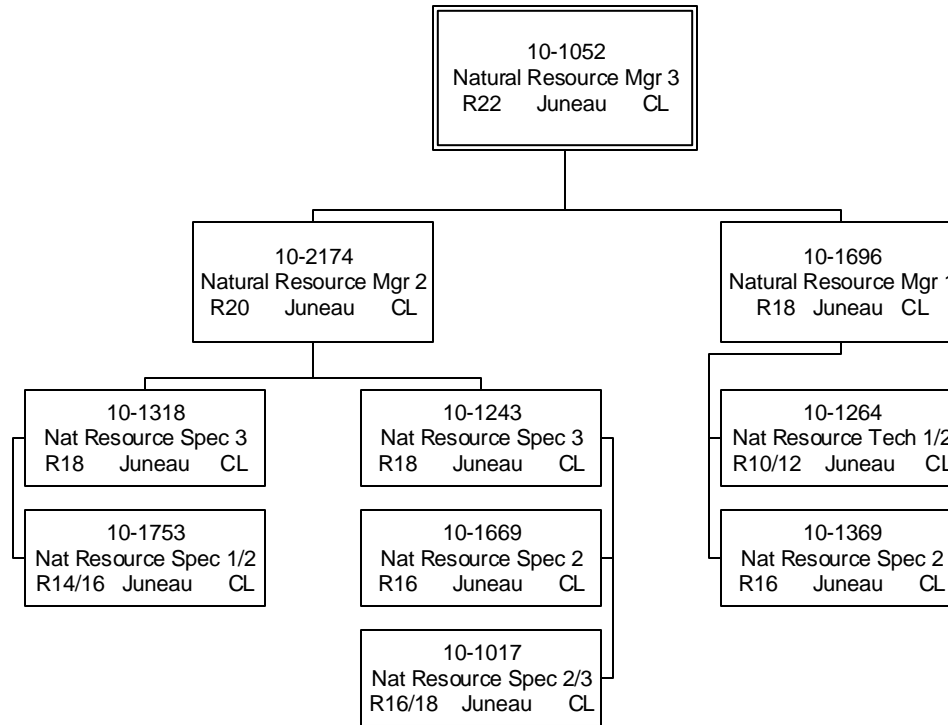 10-1052
Natural Resource Mgr 3
R22 Juneau CL
10-2174
Natural Resource Mgr 2
R20 Juneau CL
10-1696
Natural Resource Mgr 1
R18 Juneau CL
10-1318
Nat Resource Spec 3
R18 Juneau CL
10-1243
Nat Resource Spec 3
R18 Juneau CL
10-1264
Nat Resource Tech 1/2
R10/12 Juneau CL
10-1753
Nat Resource Spec 1/2
R14/16 Juneau CL
10-1669
Nat Resource Spec 2
R16 Juneau CL
10-1369
Nat Resource Spec 2
R16 Juneau CL
10-1017
Nat Resource Spec 2/3
R16/18 Juneau CL